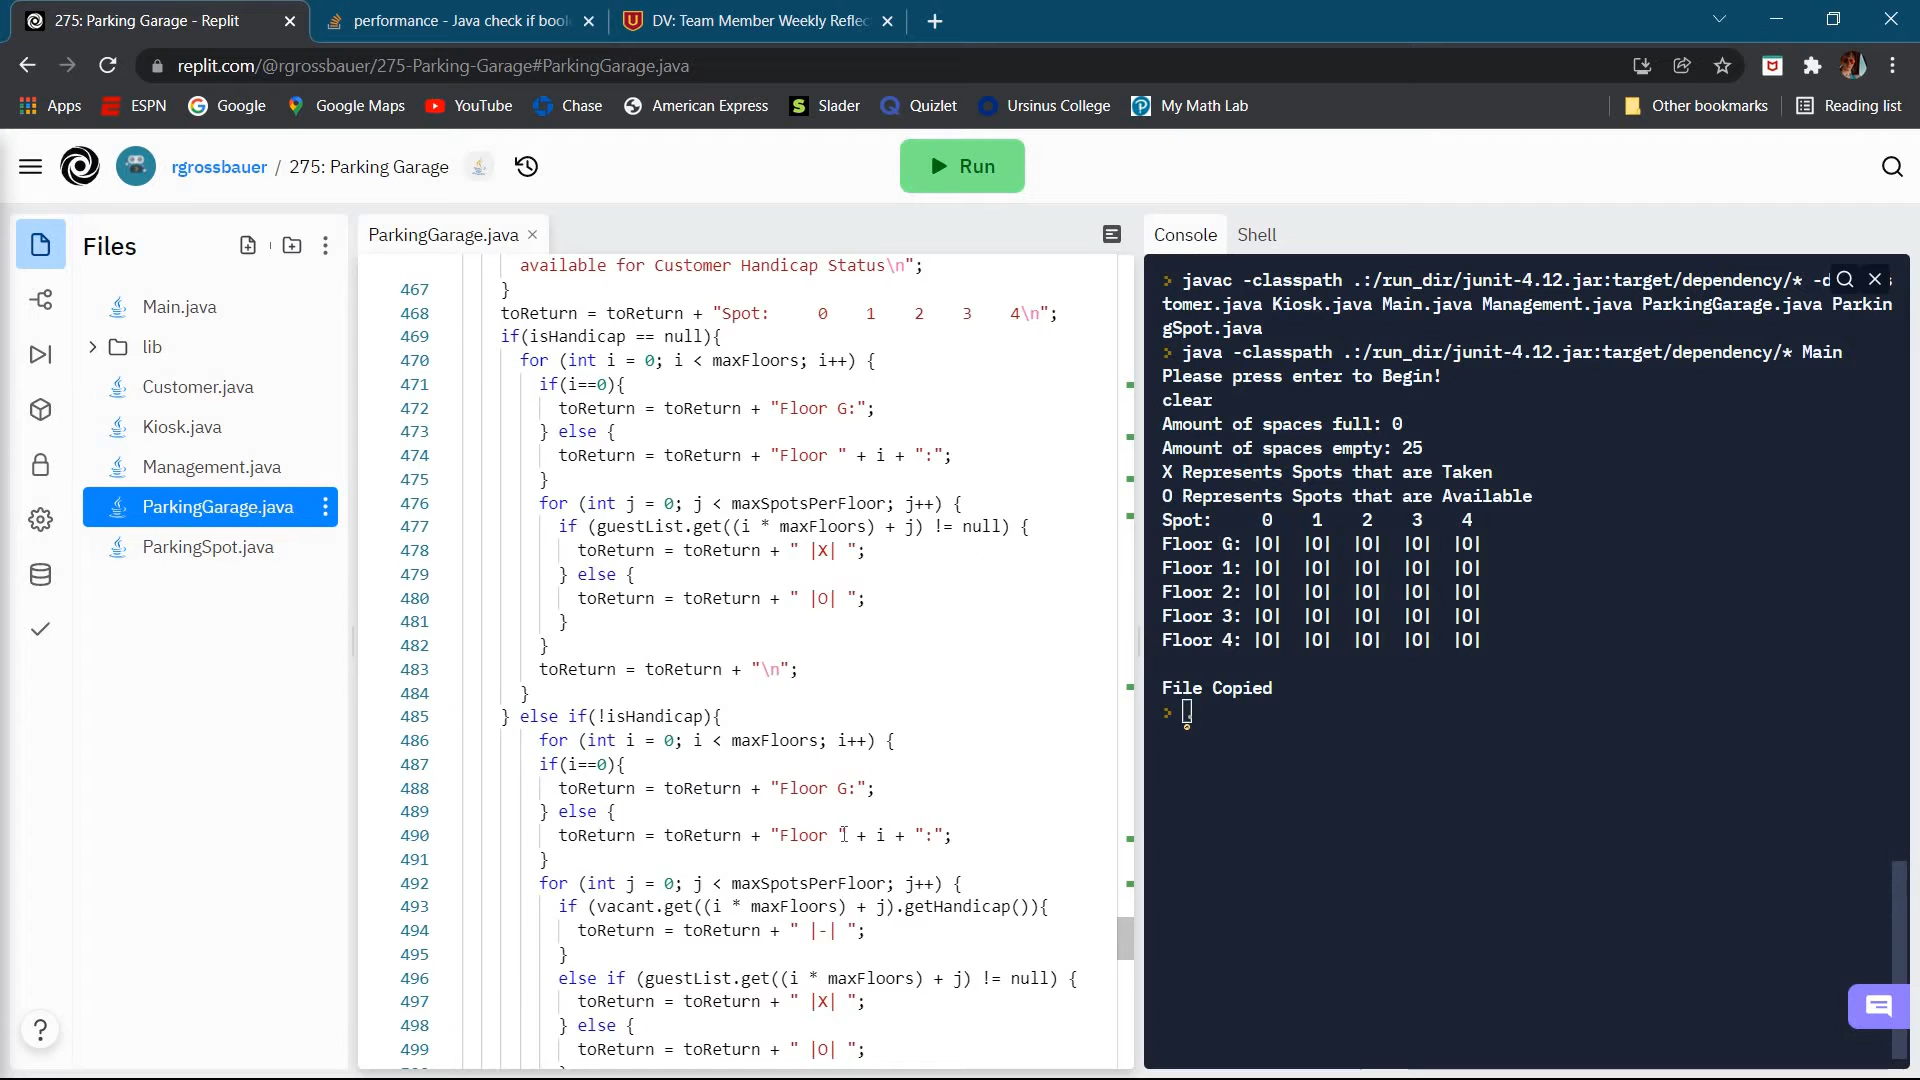 275: Parking Garage - Replit
performance - Java check if bool
DV: Team Member Weekly Reflec
replit.com/@rgrossbauer/275-Parking-Garage#ParkingGarage.java
Apps
ESPN
Google
Google Maps
YouTube
Chase
American Express
Slader
Quizlet
Ursinus College
My Math Lab
Other bookmarks
Reading list
rgrossbauer / 275: Parking Garage
Run
Files
Main.java
lib
Customer.java
Kiosk.java
Management.java
ParkingGarage.java
ParkingSpot.java
ParkingGarage.java
available for Customer Handicap Status\n";
467 }
468 toReturn = toReturn + "Spot:     0    1    2    3    4\n";
469 if(isHandicap == null){
470 for (int i = 0; i < maxFloors; i++) {
471 if(i==0){
472 toReturn = toReturn + "Floor G:";
473 } else {
474 toReturn = toReturn + "Floor " + i + ":";
475 }
476 for (int j = 0; j < maxSpotsPerFloor; j++) {
477 if (guestList.get((i * maxFloors) + j) != null) {
478 toReturn = toReturn + " |X| ";
479 } else {
480 toReturn = toReturn + " |O| ";
481 }
482 }
483 toReturn = toReturn + "\n";
484 }
485 } else if(!isHandicap){
486 for (int i = 0; i < maxFloors; i++) {
487 if(i==0){
488 toReturn = toReturn + "Floor G:";
489 } else {
490 toReturn = toReturn + "Floor " + i + ":";
491 }
492 for (int j = 0; j < maxSpotsPerFloor; j++) {
493 if (vacant.get((i * maxFloors) + j).getHandicap()){
494 toReturn = toReturn + " |-| ";
495 }
496 else if (guestList.get((i * maxFloors) + j) != null) {
497 toReturn = toReturn + " |X| ";
498 } else {
499 toReturn = toReturn + " |O| ";
Console
Shell
> javac -classpath .:/run_dir/junit-4.12.jar:target/dependency/* -d
tomer.java Kiosk.java Main.java Management.java ParkingGarage.java Parkin
gSpot.java
> java -classpath .:/run_dir/junit-4.12.jar:target/dependency/* Main
Please press enter to Begin!
clear
Amount of spaces full: 0
Amount of spaces empty: 25
X Represents Spots that are Taken
O Represents Spots that are Available
Spot:     0    1    2    3    4
Floor G: |O|  |O|  |O|  |O|  |O|
Floor 1: |O|  |O|  |O|  |O|  |O|
Floor 2: |O|  |O|  |O|  |O|  |O|
Floor 3: |O|  |O|  |O|  |O|  |O|
Floor 4: |O|  |O|  |O|  |O|  |O|
File Copied
>